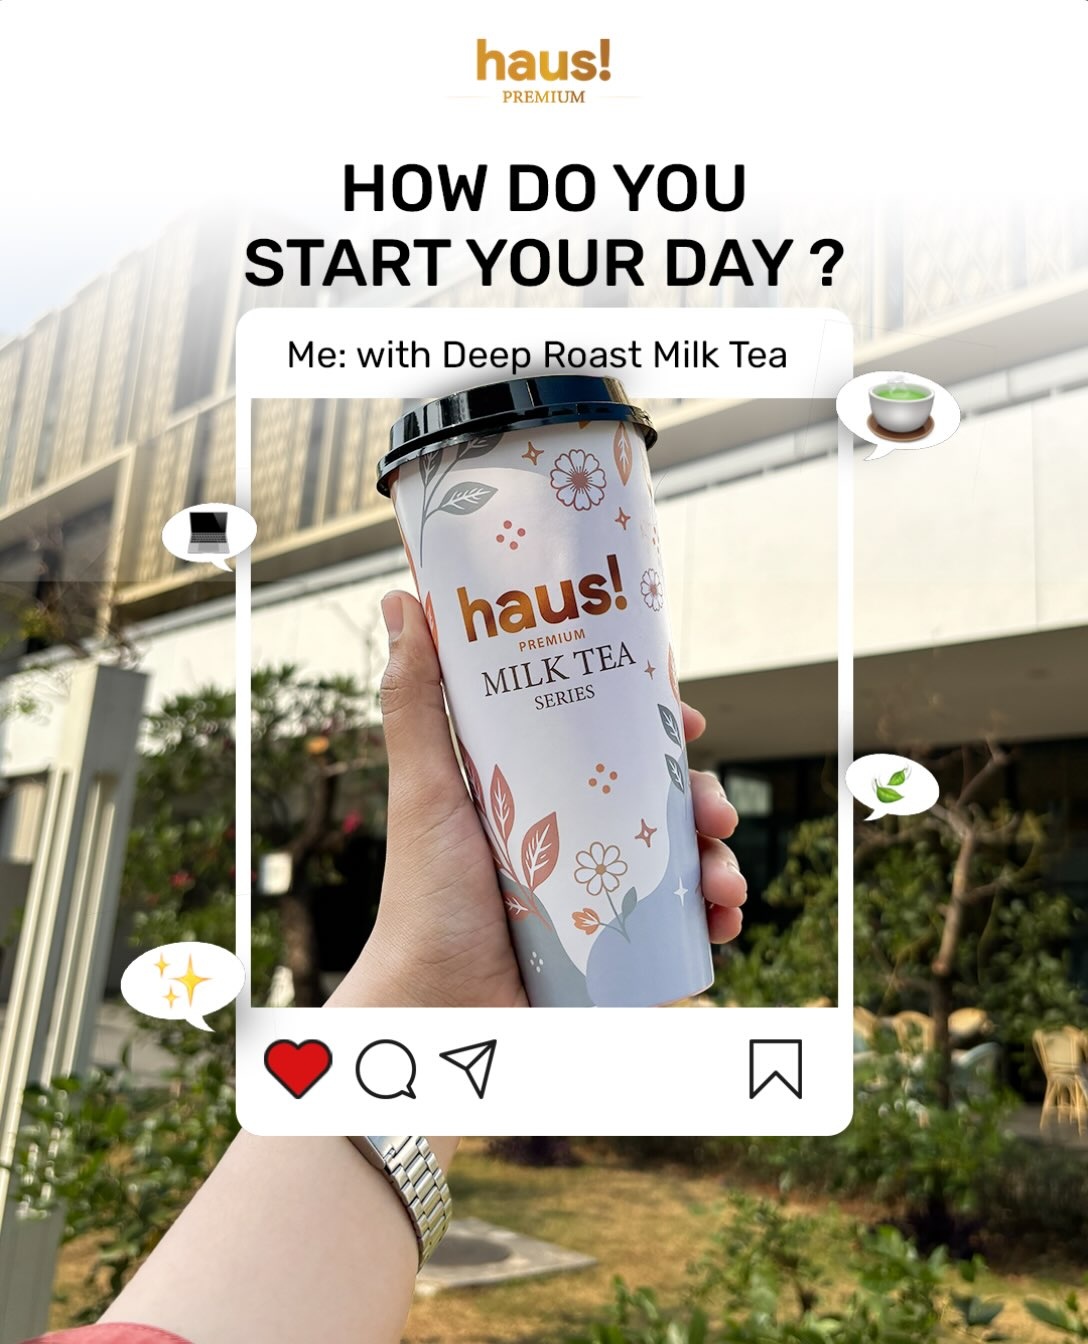 haus!
PREMIUM
HOW DO YOU
START YOUR DAY ?
Me: with Deep Roast Milk Tea
haus!
PREMIUM
MILK TEA
SERIES